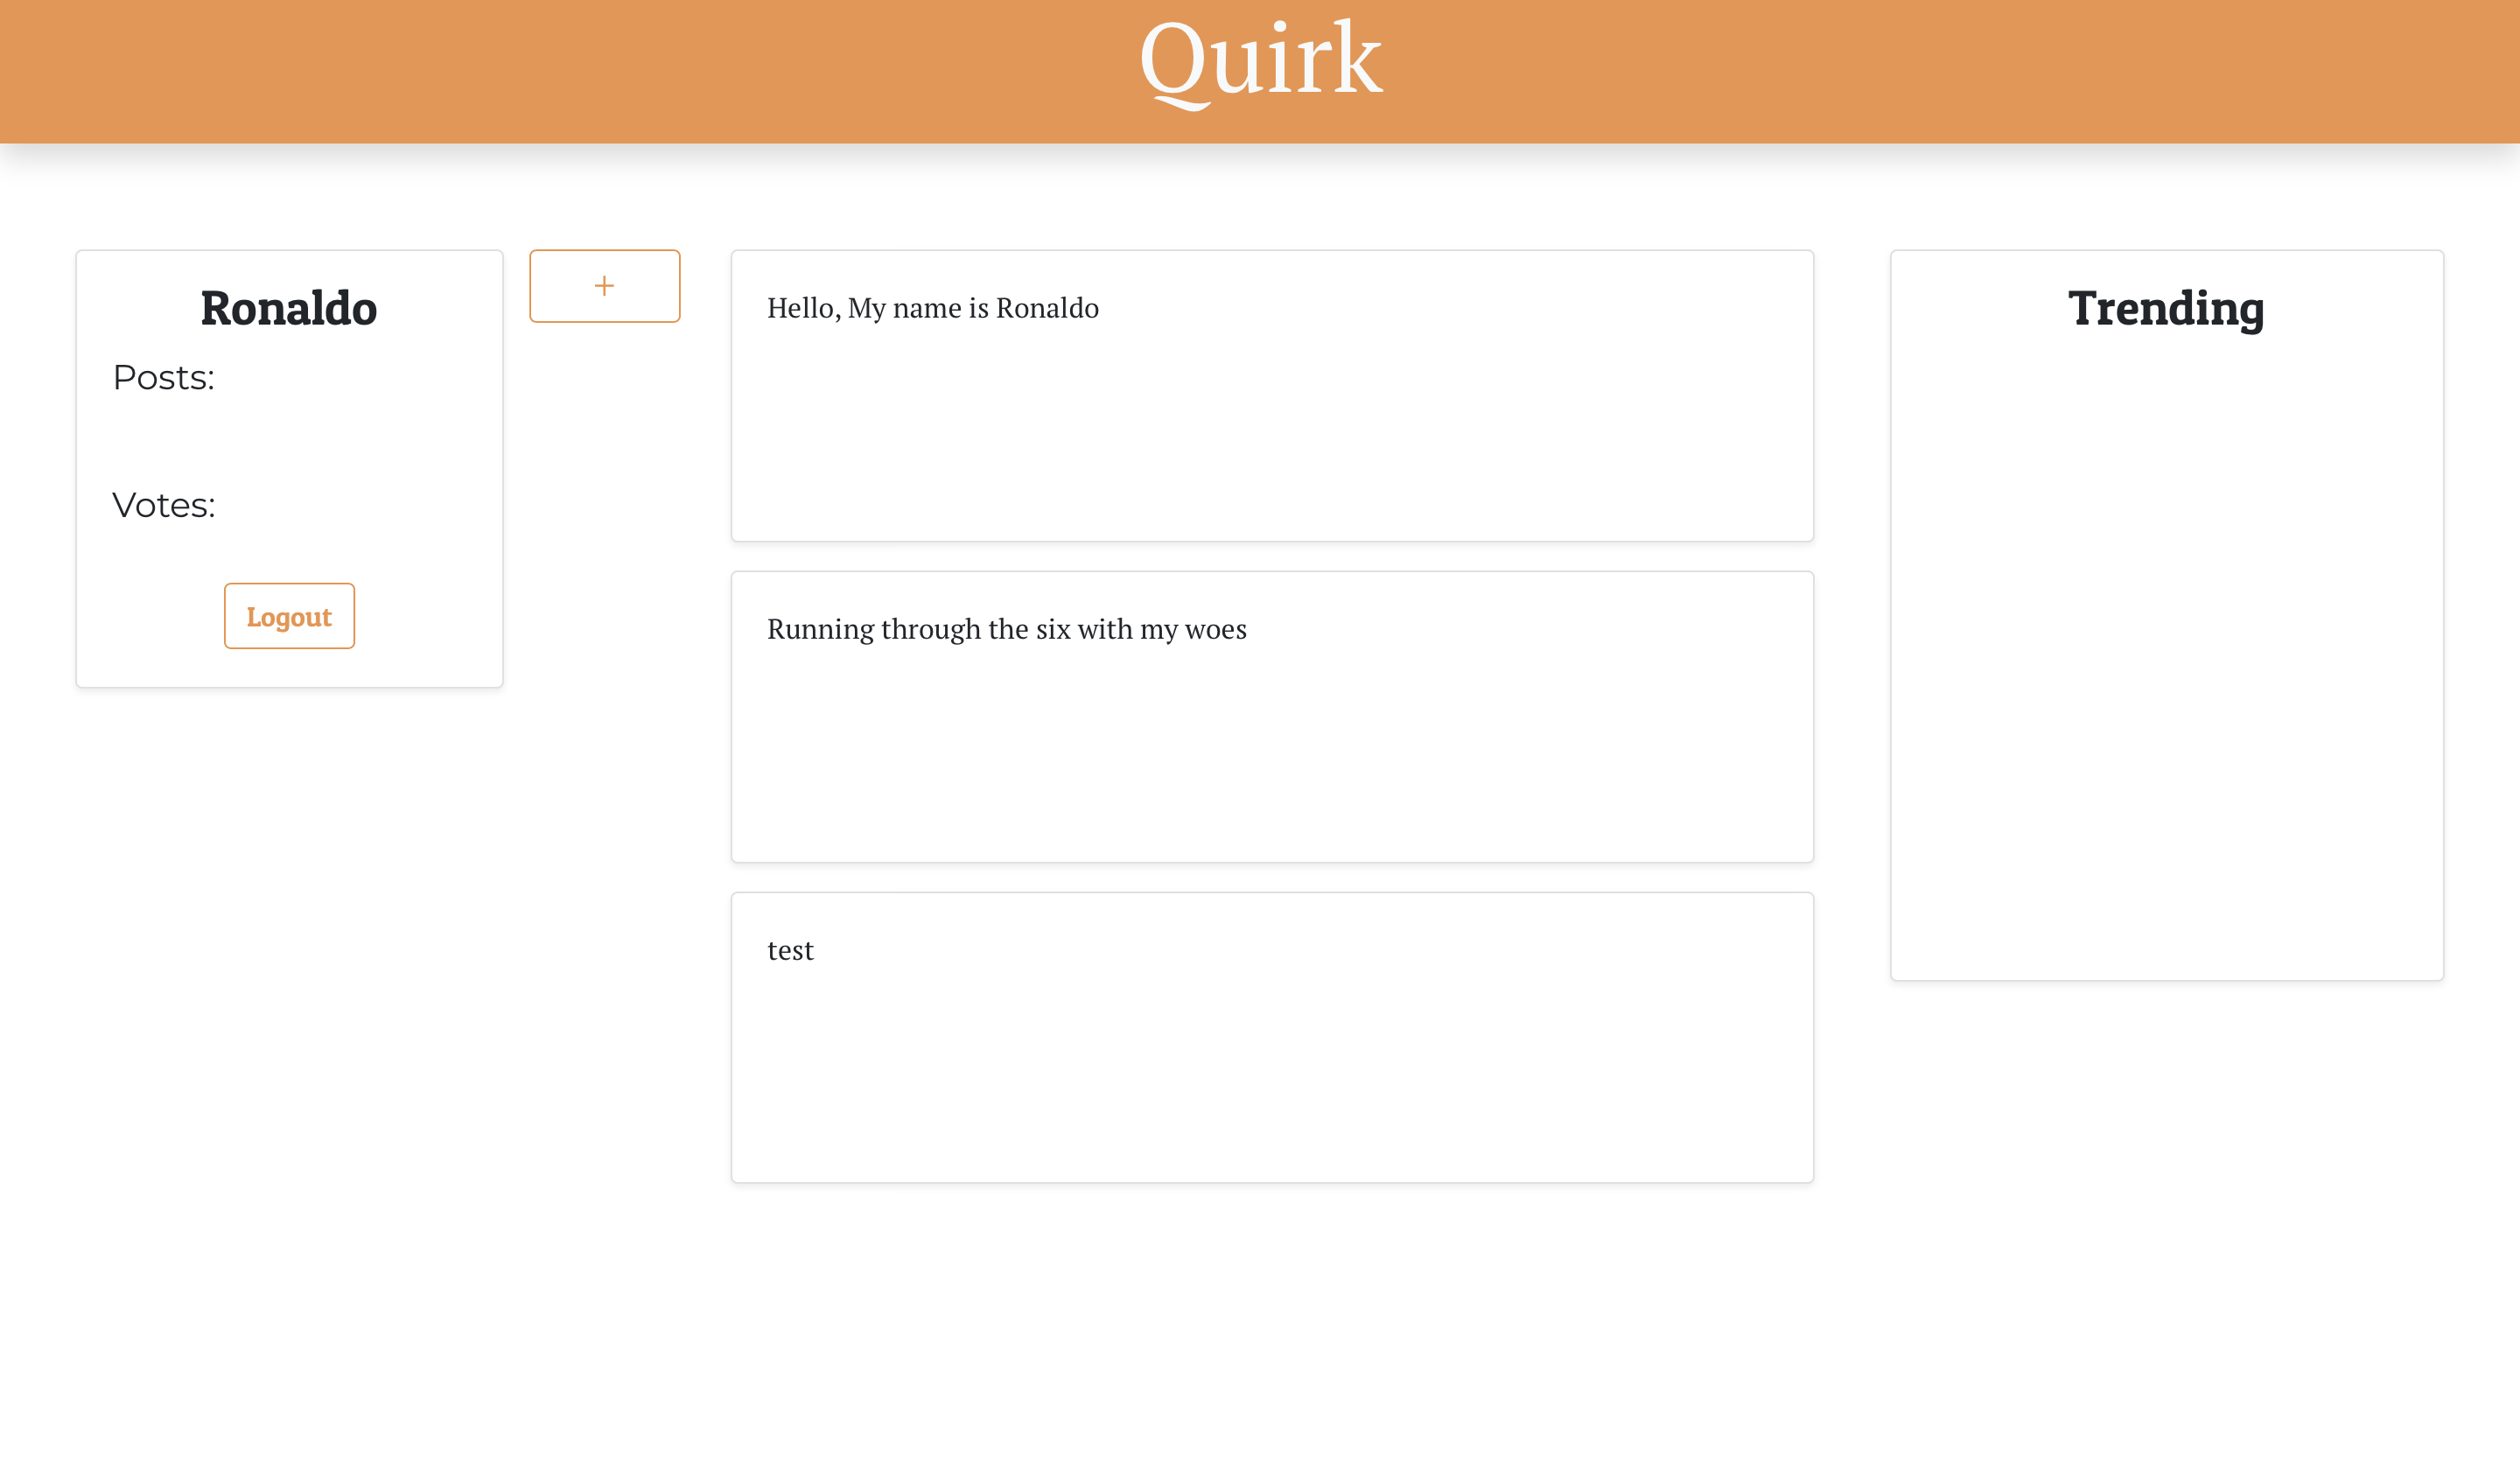 Quirk
Ronaldo
Posts:
Votes:
Logout
+
Hello, My name is Ronaldo
Running through the six with my woes
test
Trending